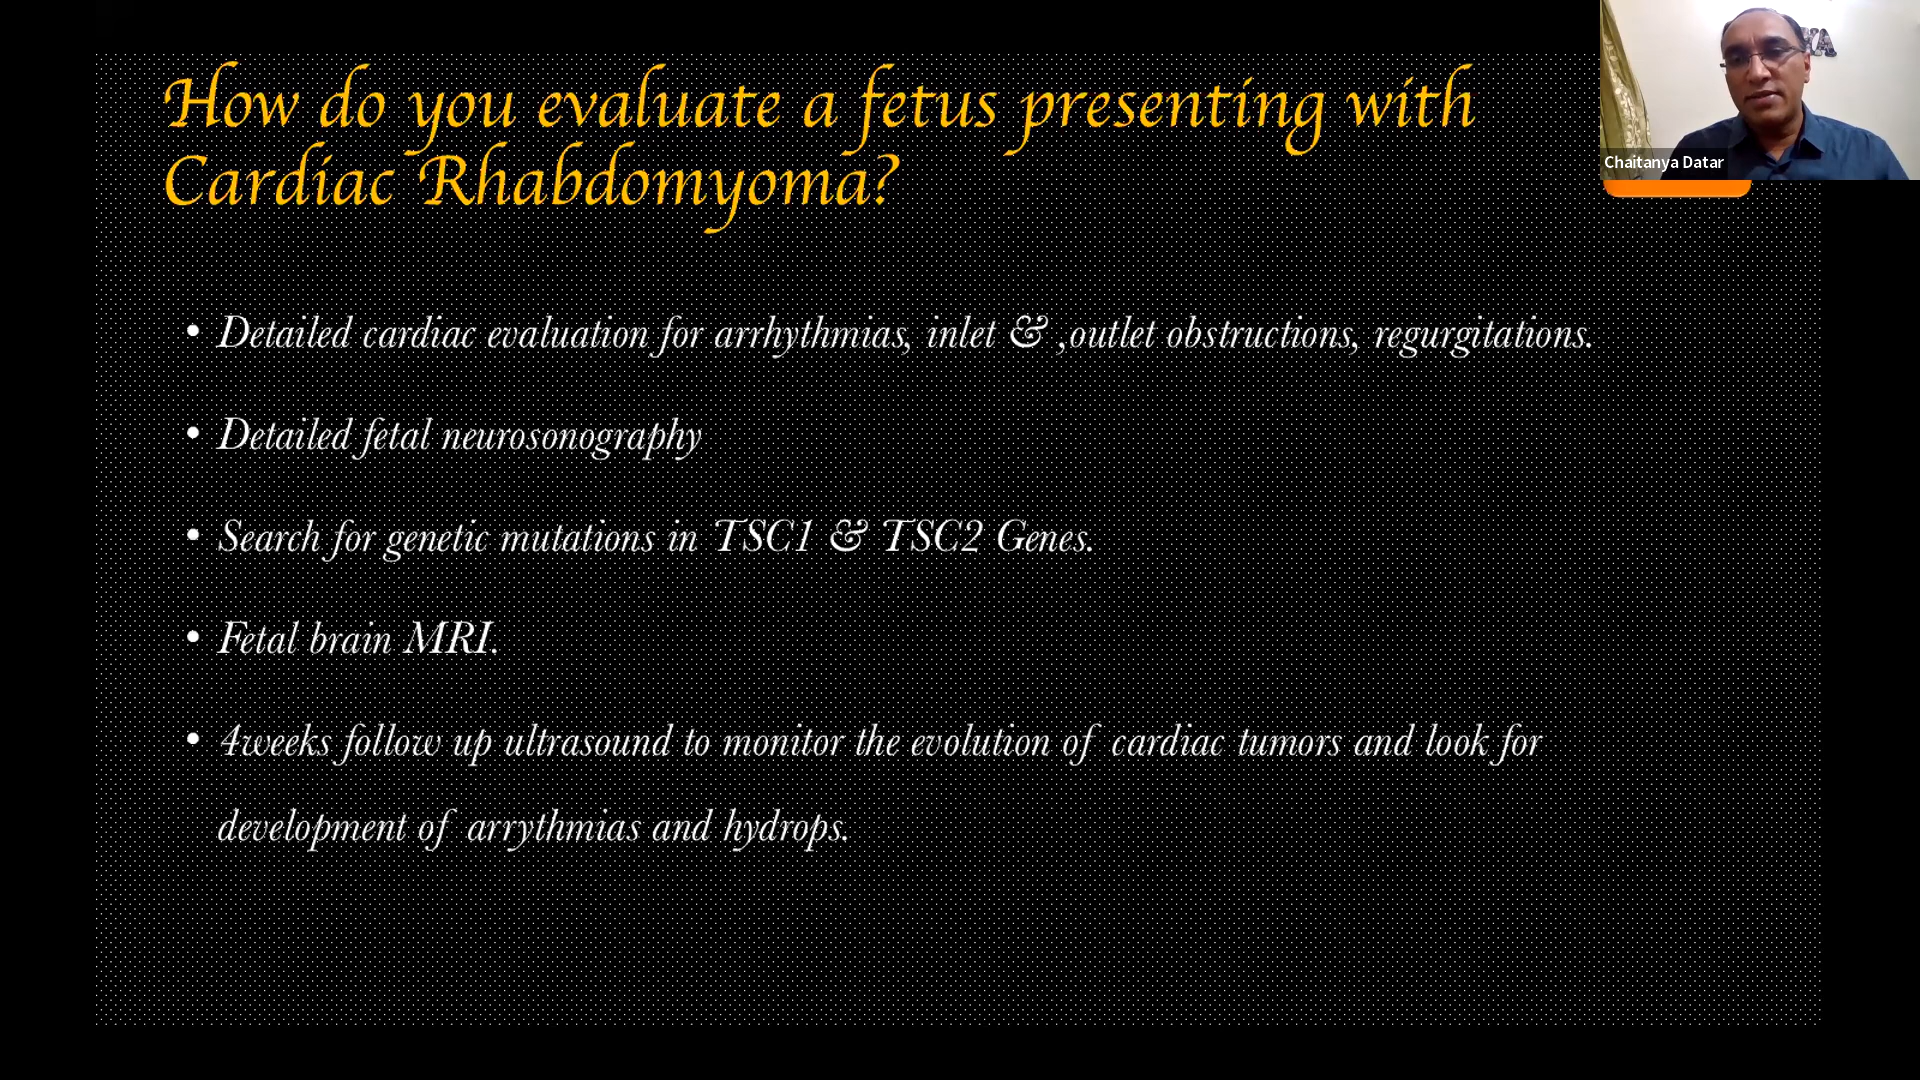 How do you evaluate a fetus presenting with
Cardiac Rhabdomyoma?
Chaitanya Datar
• Detailed cardiac evaluation for arrhythmias, inlet & ,outlet obstructions, regurgitations.
• Detailed fetal neurosonography
• Search for genetic mutations in TSC1 & TSC2 Genes.
• Fetal brain MRI.
• 4weeks follow up ultrasound to monitor the evolution of cardiac tumors and look for
development of arrythmias and hydrops.